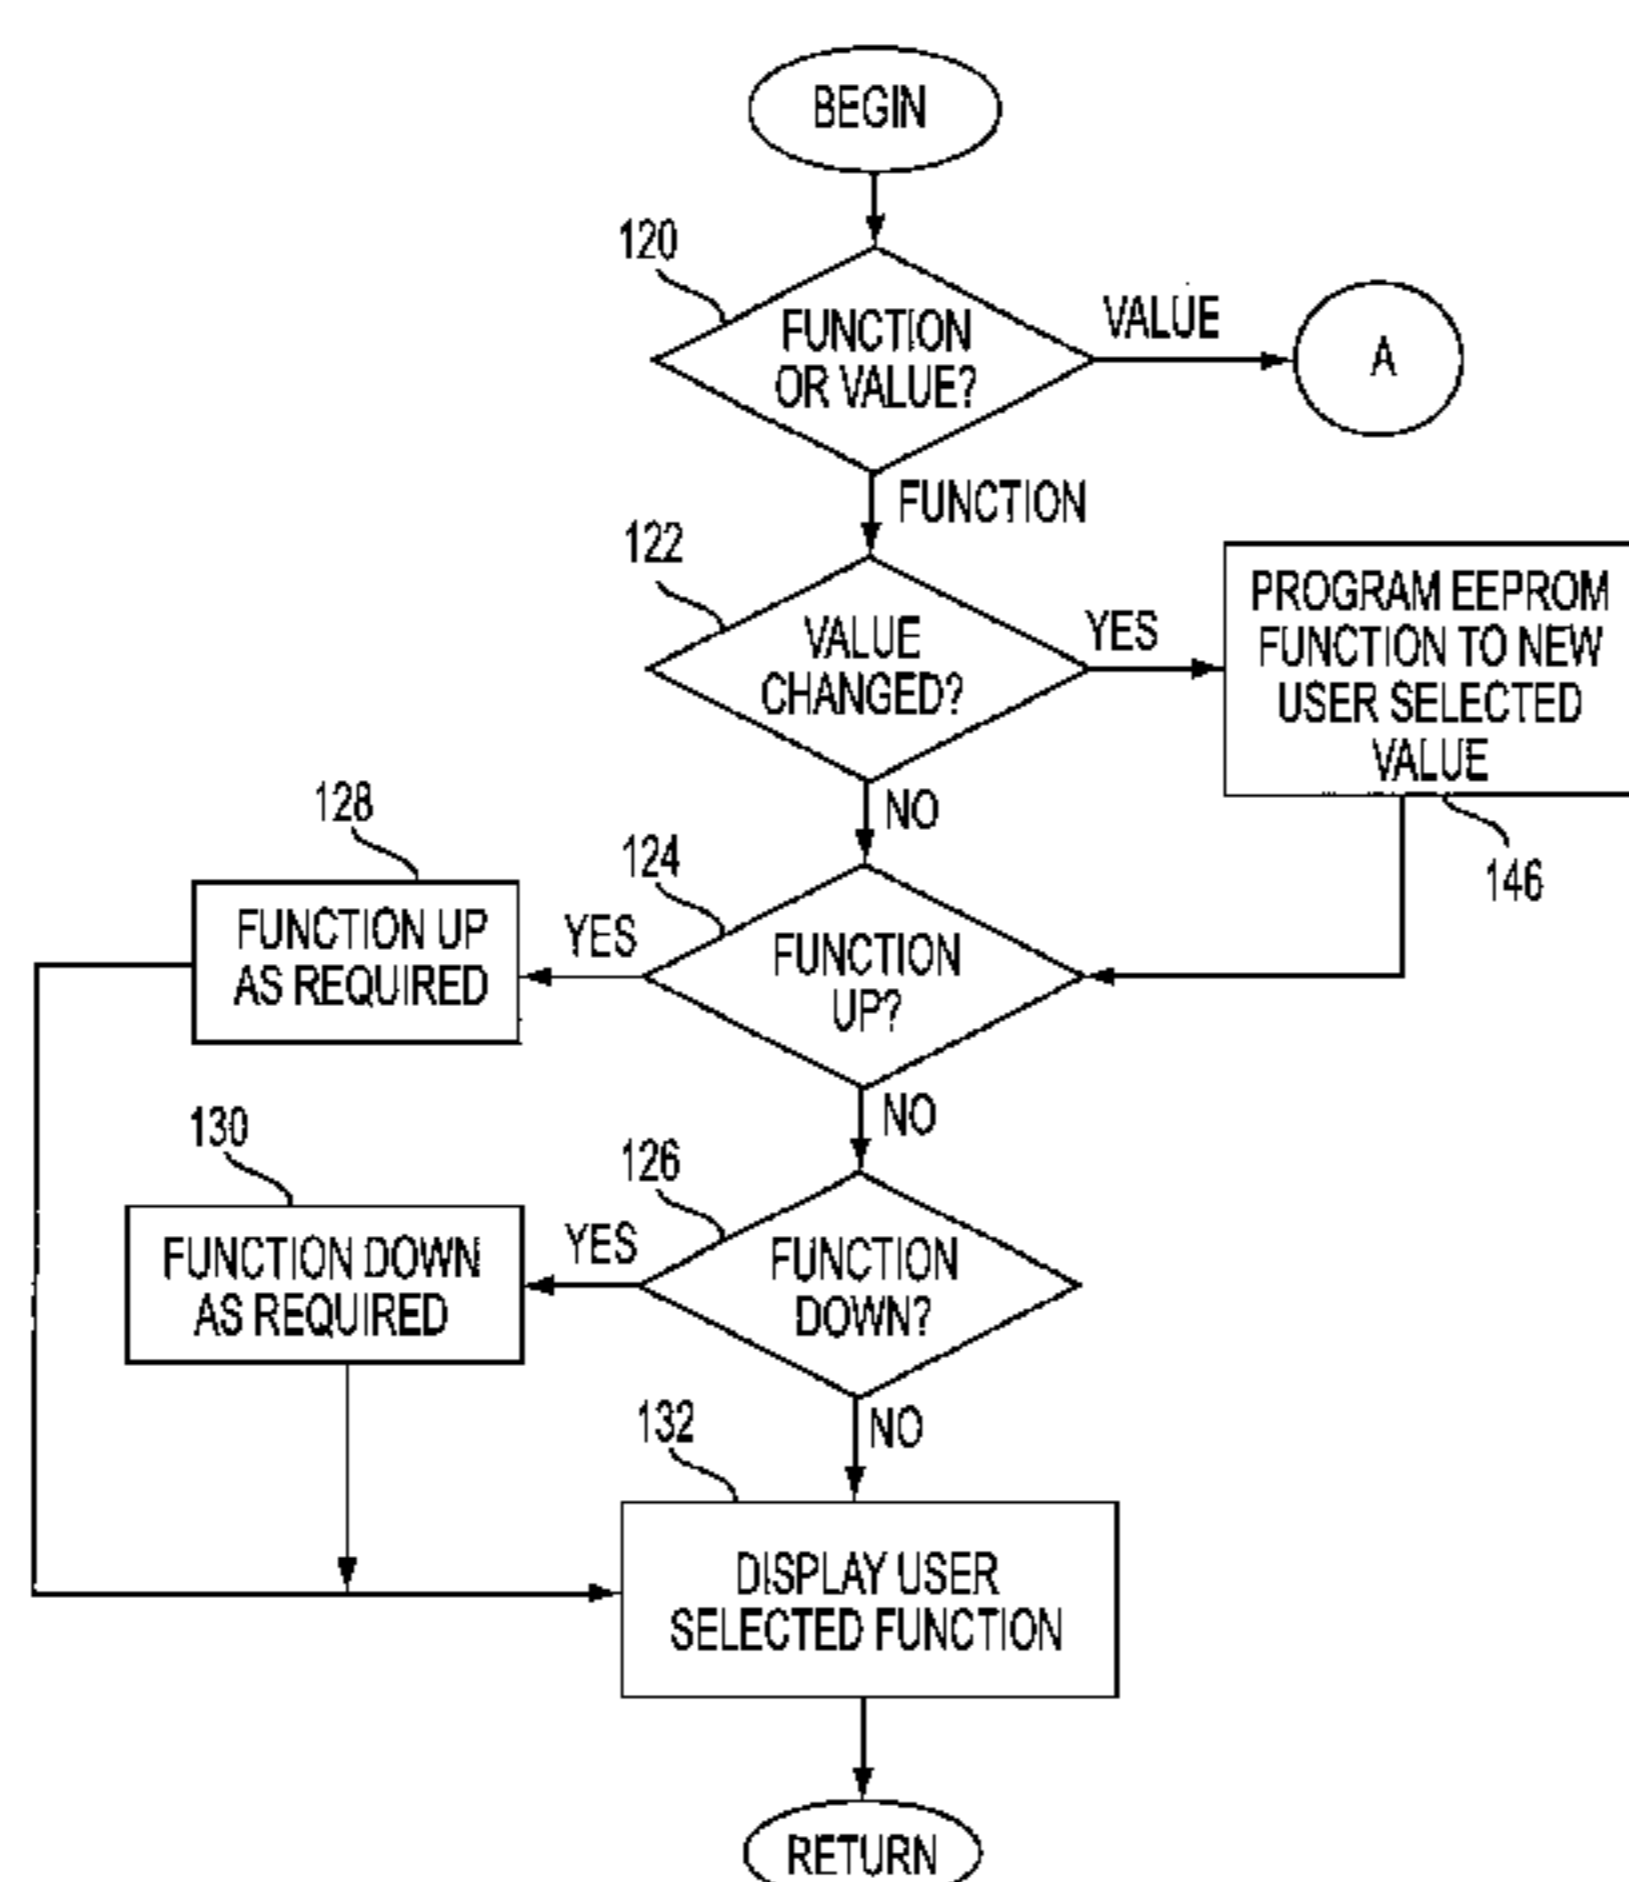 BEGIN
120
FUNCTION
OR VALUE?
VALUE
A
FUNCTION
122
VALUE
CHANGED?
YES
PROGRAM EEPROM
FUNCTION TO NEW
USER SELECTED
VALUE
146
NO
128
FUNCTION UP
AS REQUIRED
YES
124
FUNCTION
UP?
NO
130
FUNCTION DOWN
AS REQUIRED
YES
126
FUNCTION
DOWN?
NO
132
DISPLAY USER
SELECTED FUNCTION
RETURN